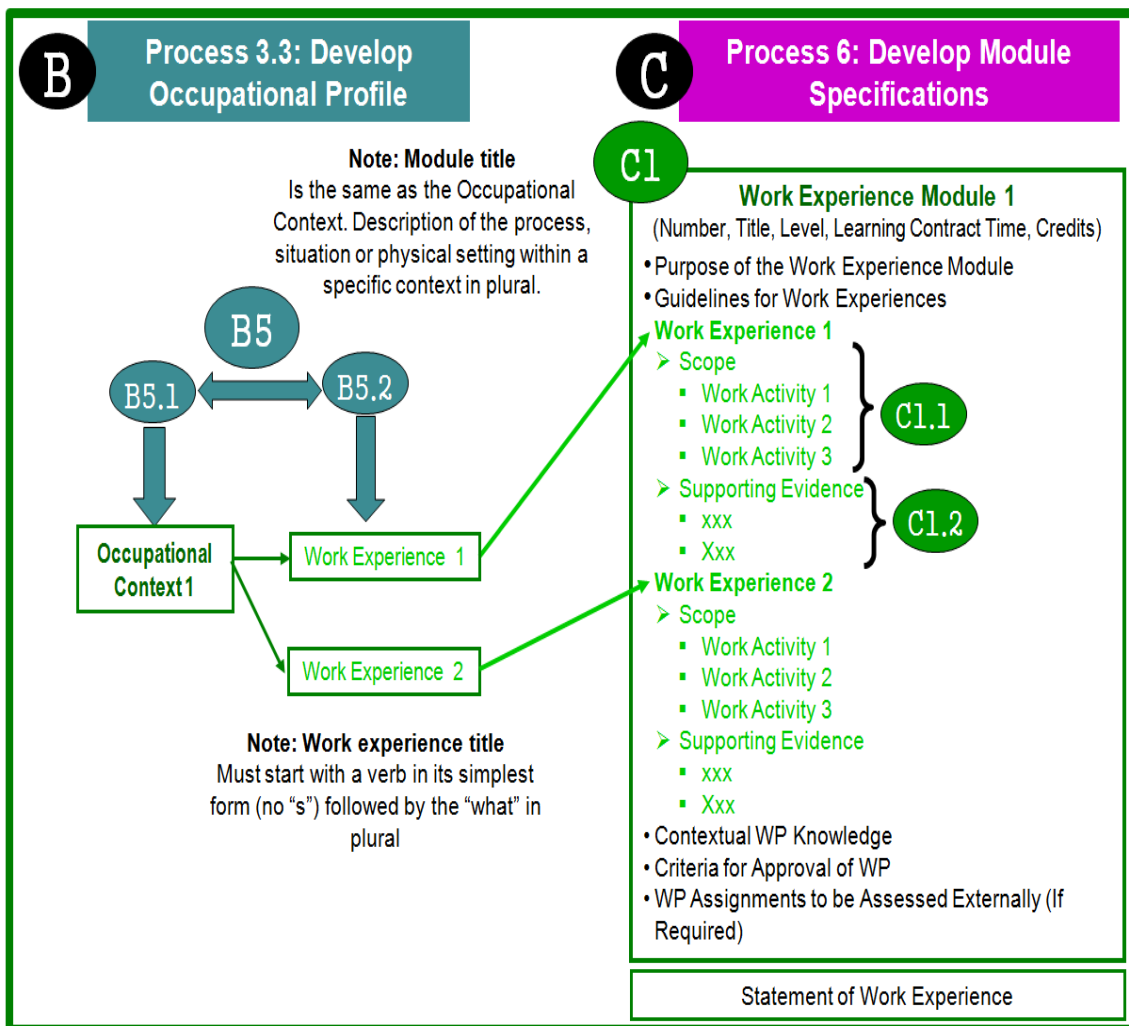 B
Process 3.3: Develop
Occupational Profile
C
Process 6: Develop Module
Specifications
Note: Module title
Is the same as the Occupational
Context. Description of the process,
situation or physical setting within a
specific context in plural.
B5
B5.1
B5.2
Occupational
Context 1
Work Experience 1
Work Experience 2
Note: Work experience title
Must start with a verb in its simplest
form (no “s”) followed by the “what” in
plural
C1
Work Experience Module 1
(Number, Title, Level, Learning Contract Time, Credits)
• Purpose of the Work Experience Module
• Guidelines for Work Experiences
Work Experience 1
➢ Scope
▪ Work Activity 1
▪ Work Activity 2
▪ Work Activity 3
C1.1
➢ Supporting Evidence
▪ xxx
▪ Xxx
C1.2
Work Experience 2
➢ Scope
▪ Work Activity 1
▪ Work Activity 2
▪ Work Activity 3
➢ Supporting Evidence
▪ xxx
▪ Xxx
• Contextual WP Knowledge
• Criteria for Approval of WP
• WP Assignments to be Assessed Externally (If
Required)
Statement of Work Experience